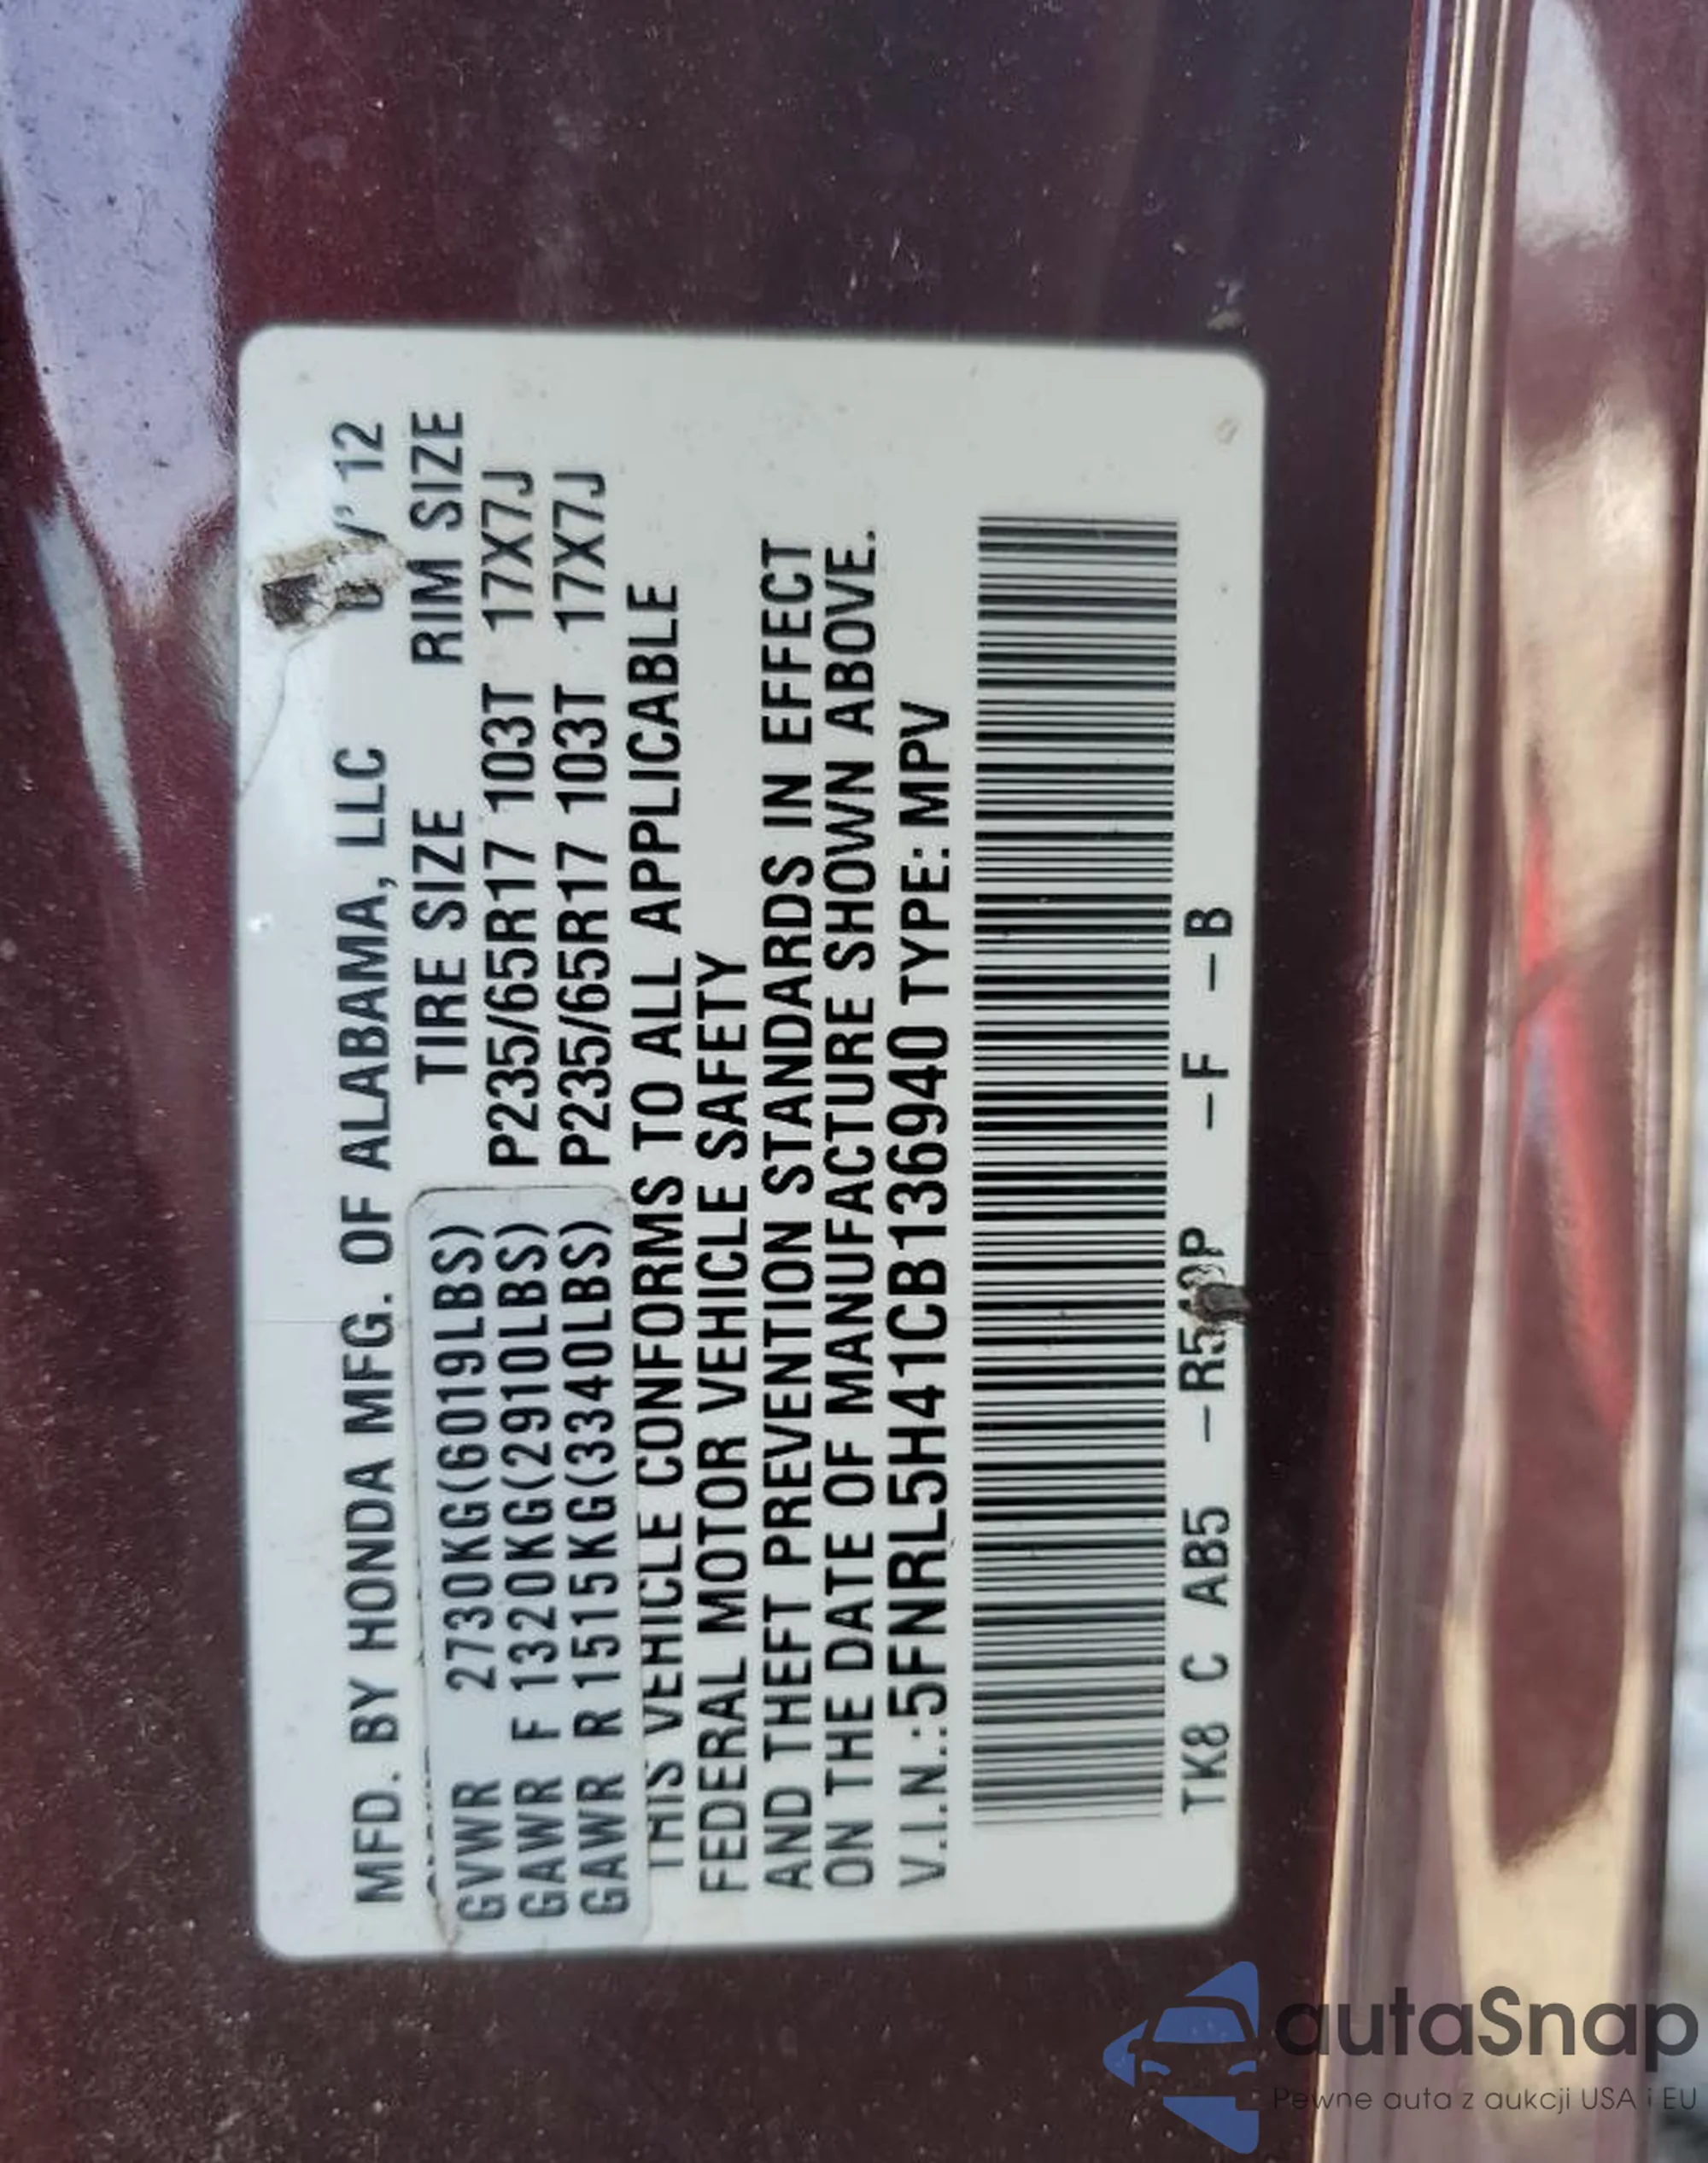 MFD. BY HONDA MFG. OF ALABAMA, LLC /'12
TIRE SIZE RIM SIZE
GVWR 2730KG(6019LBS)
GAWR F 1320KG(2910LBS) P235/65R17 103T 17X7J
GAWR R 1515KG(3340LBS) P235/65R17 103T 17X7J
THIS VEHICLE CONFORMS TO ALL APPLICABLE
FEDERAL MOTOR VEHICLE SAFETY
AND THEFT PREVENTION STANDARDS IN EFFECT
ON THE DATE OF MANUFACTURE SHOWN ABOVE.
V.I.N.:5FNRL5H41CB136940 TYPE: MPV
TK8 C AB5 –F –B
autaSnap
Pewne auta z aukcji USA i EU